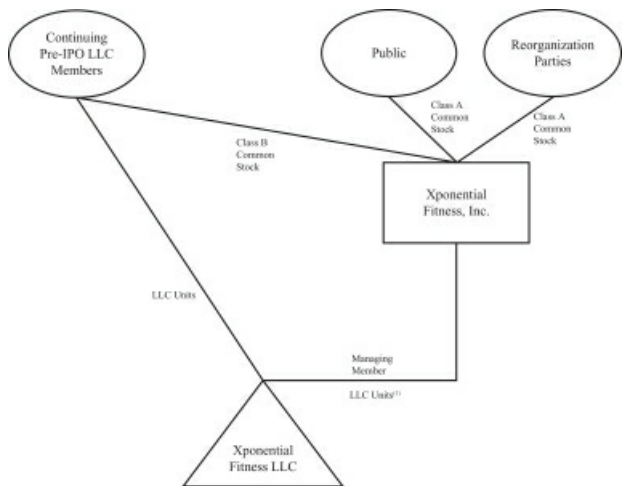 Continuing
Pre-IPO LLC
Members
Public
Reorganization
Parties
Class B
Common
Stock
Class A
Common
Stock
Class A
Common
Stock
Xponential
Fitness, Inc.
LLC Units
Managing
Member
LLC Units⁽¹⁾
Xponential
Fitness LLC